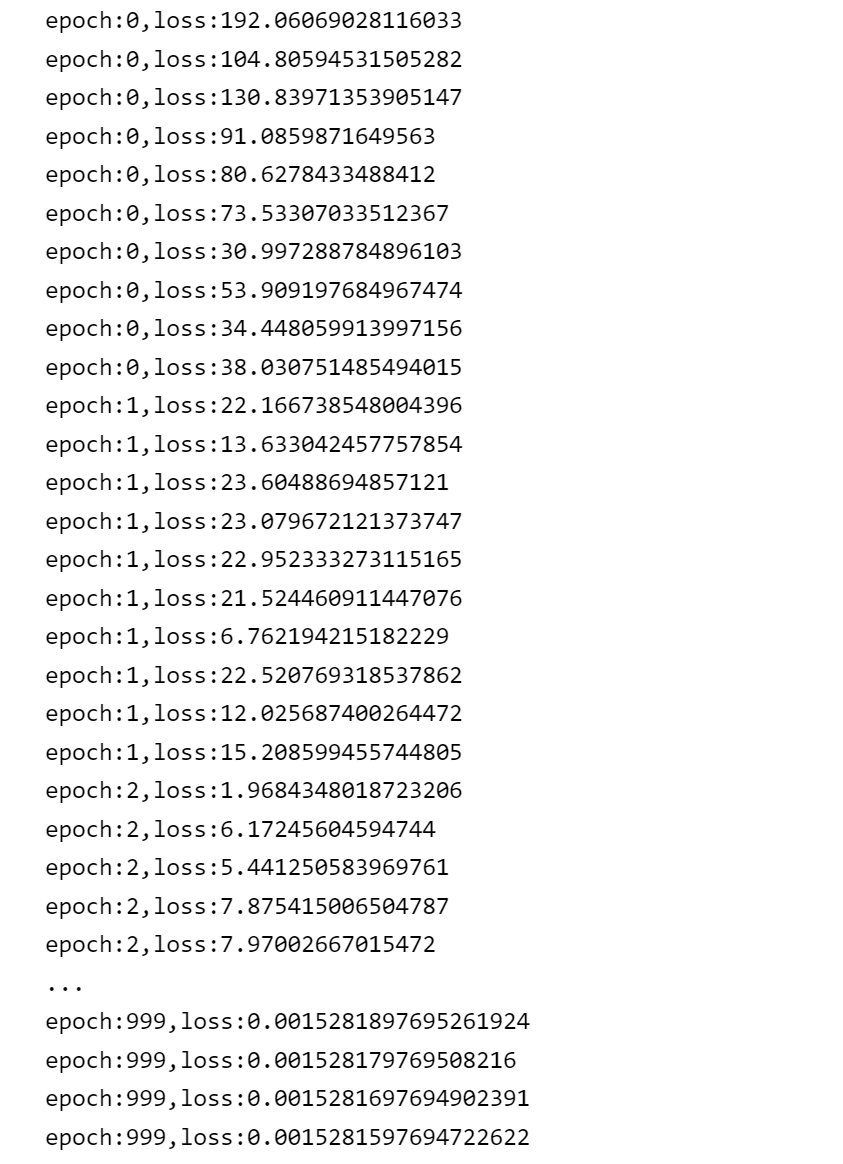 epoch:0,loss:192.06069028116033
epoch:0,loss:104.80594531505282
epoch:0,loss:130.83971353905147
epoch:0,loss:91.0859871649563
epoch:0,loss:80.6278433488412
epoch:0,loss:73.53307033512367
epoch:0,loss:30.997288784896103
epoch:0,loss:53.909197684967474
epoch:0,loss:34.448059913997156
epoch:0,loss:38.030751485494015
epoch:1,loss:22.166738548004396
epoch:1,loss:13.633042457757854
epoch:1,loss:23.60488694857121
epoch:1,loss:23.079672121373747
epoch:1,loss:22.952333273115165
epoch:1,loss:21.524460911447076
epoch:1,loss:6.762194215182229
epoch:1,loss:22.520769318537862
epoch:1,loss:12.025687400264472
epoch:1,loss:15.208599455744805
epoch:2,loss:1.9684348018723206
epoch:2,loss:6.17245604594744
epoch:2,loss:5.441250583969761
epoch:2,loss:7.875415006504787
epoch:2,loss:7.97002667015472
...
epoch:999,loss:0.0015281897695261924
epoch:999,loss:0.001528179769508216
epoch:999,loss:0.0015281697694902391
epoch:999,loss:0.0015281597694722622